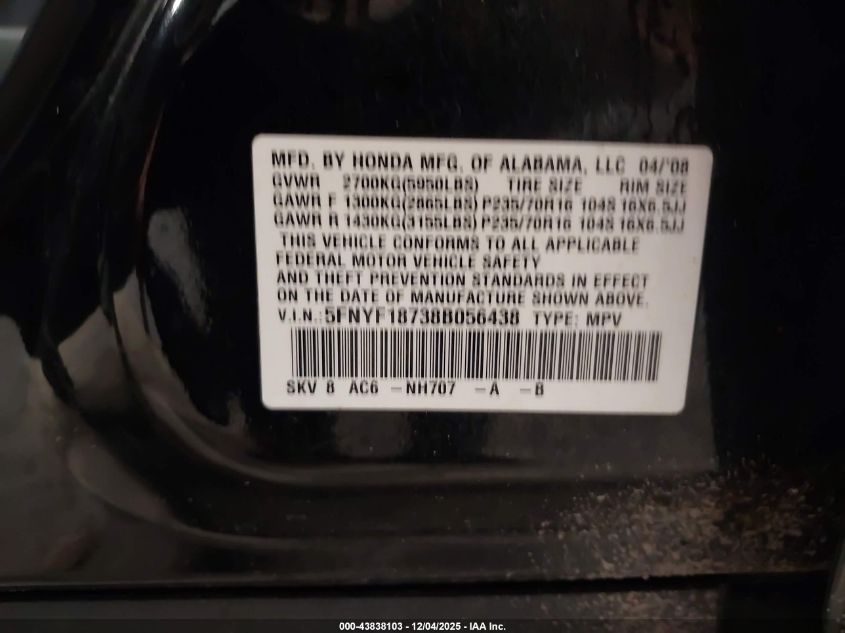 MFD. BY HONDA MFG. OF ALABAMA, LLC 04/'08
GVWR 2700KG(5950LBS) TIRE SIZE RIM SIZE
GAWR F 1300KG(2865LBS) P235/70R16 104S 16X6.5JJ
GAWR R 1430KG(3155LBS) P235/70R16 104S 16X6.5JJ
THIS VEHICLE CONFORMS TO ALL APPLICABLE
FEDERAL MOTOR VEHICLE SAFETY
AND THEFT PREVENTION STANDARDS IN EFFECT
ON THE DATE OF MANUFACTURE SHOWN ABOVE.
V.I.N.: 5FNYF18738B056438 TYPE: MPV
SKV 8 AC6 -NH707 -A -B
000-43838103 - 12/04/2025 - IAA Inc.